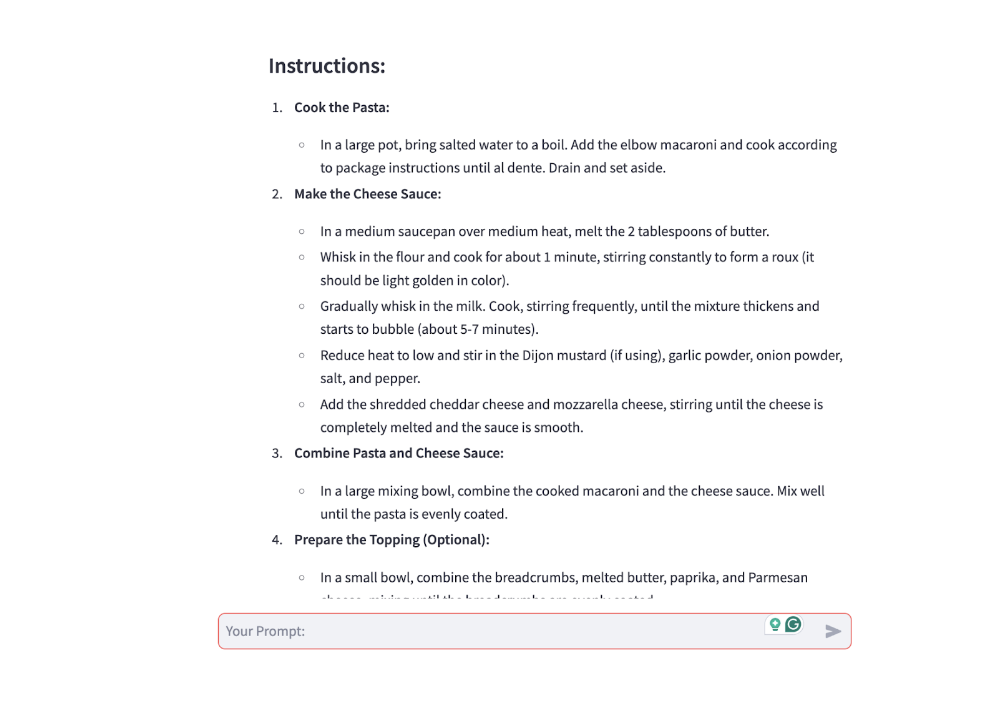 Instructions:
1. Cook the Pasta:
○ In a large pot, bring salted water to a boil. Add the elbow macaroni and cook according
to package instructions until al dente. Drain and set aside.
2. Make the Cheese Sauce:
○ In a medium saucepan over medium heat, melt the 2 tablespoons of butter.
○ Whisk in the flour and cook for about 1 minute, stirring constantly to form a roux (it
should be light golden in color).
○ Gradually whisk in the milk. Cook, stirring frequently, until the mixture thickens and
starts to bubble (about 5-7 minutes).
○ Reduce heat to low and stir in the Dijon mustard (if using), garlic powder, onion powder,
salt, and pepper.
○ Add the shredded cheddar cheese and mozzarella cheese, stirring until the cheese is
completely melted and the sauce is smooth.
3. Combine Pasta and Cheese Sauce:
○ In a large mixing bowl, combine the cooked macaroni and the cheese sauce. Mix well
until the pasta is evenly coated.
4. Prepare the Topping (Optional):
○ In a small bowl, combine the breadcrumbs, melted butter, paprika, and Parmesan
cheese, mixing until the breadcrumbs are evenly coated.
Your Prompt: